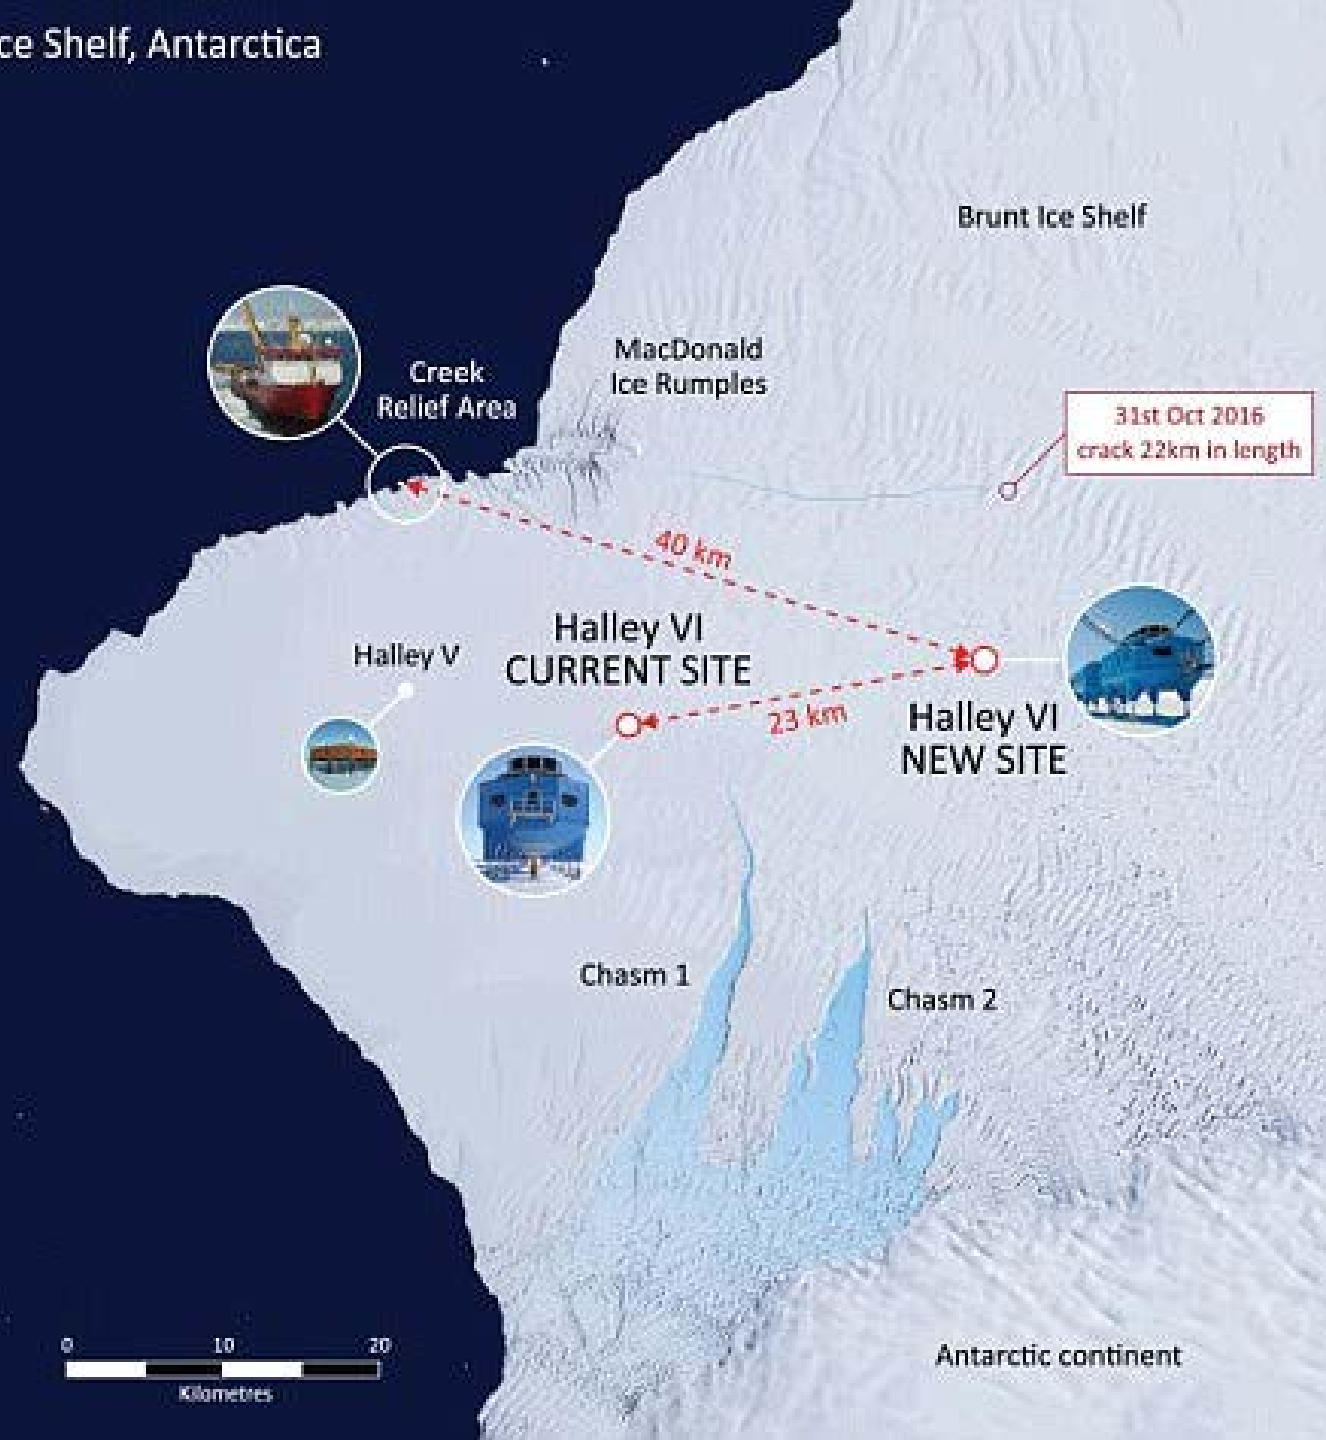 ce Shelf, Antarctica
Brunt Ice Shelf
MacDonald
Ice Rumples
Creek
Relief Area
31st Oct 2016
crack 22km in length
40 km
Halley VI
CURRENT SITE
Halley V
23 km
Halley VI
NEW SITE
Chasm 1
Chasm 2
0 10 20
Kilometres
Antarctic continent